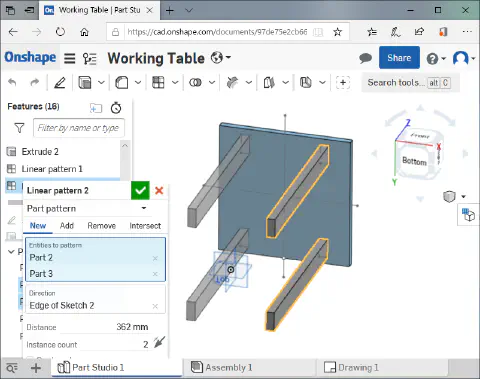 Working Table | Part Stu
https://cad.onshape.com/documents/97de75e2cb66
Onshape
Working Table
Share
Search tools...
alt
C
Features (16)
Filter by name or type
Extrude 2
Linear pattern 1
Linear pattern 2
Part pattern
New
Add
Remove
Intersect
Entities to pattern
Part 2
Part 3
Direction
Edge of Sketch 2
Distance
362 mm
Instance count
2
Z
Front
X
Bottom
Y
Part Studio 1
Assembly 1
Drawing 1